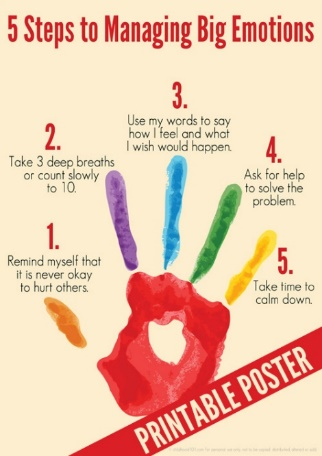 5 Steps to Managing Big Emotions
1.
Remind myself that
it is never okay
to hurt others.
2.
Take 3 deep breaths
or count slowly
to 10.
3.
Use my words to say
how I feel and what
I wish would happen.
4.
Ask for help
to solve the
problem.
5.
Take time to
calm down.
PRINTABLE POSTER